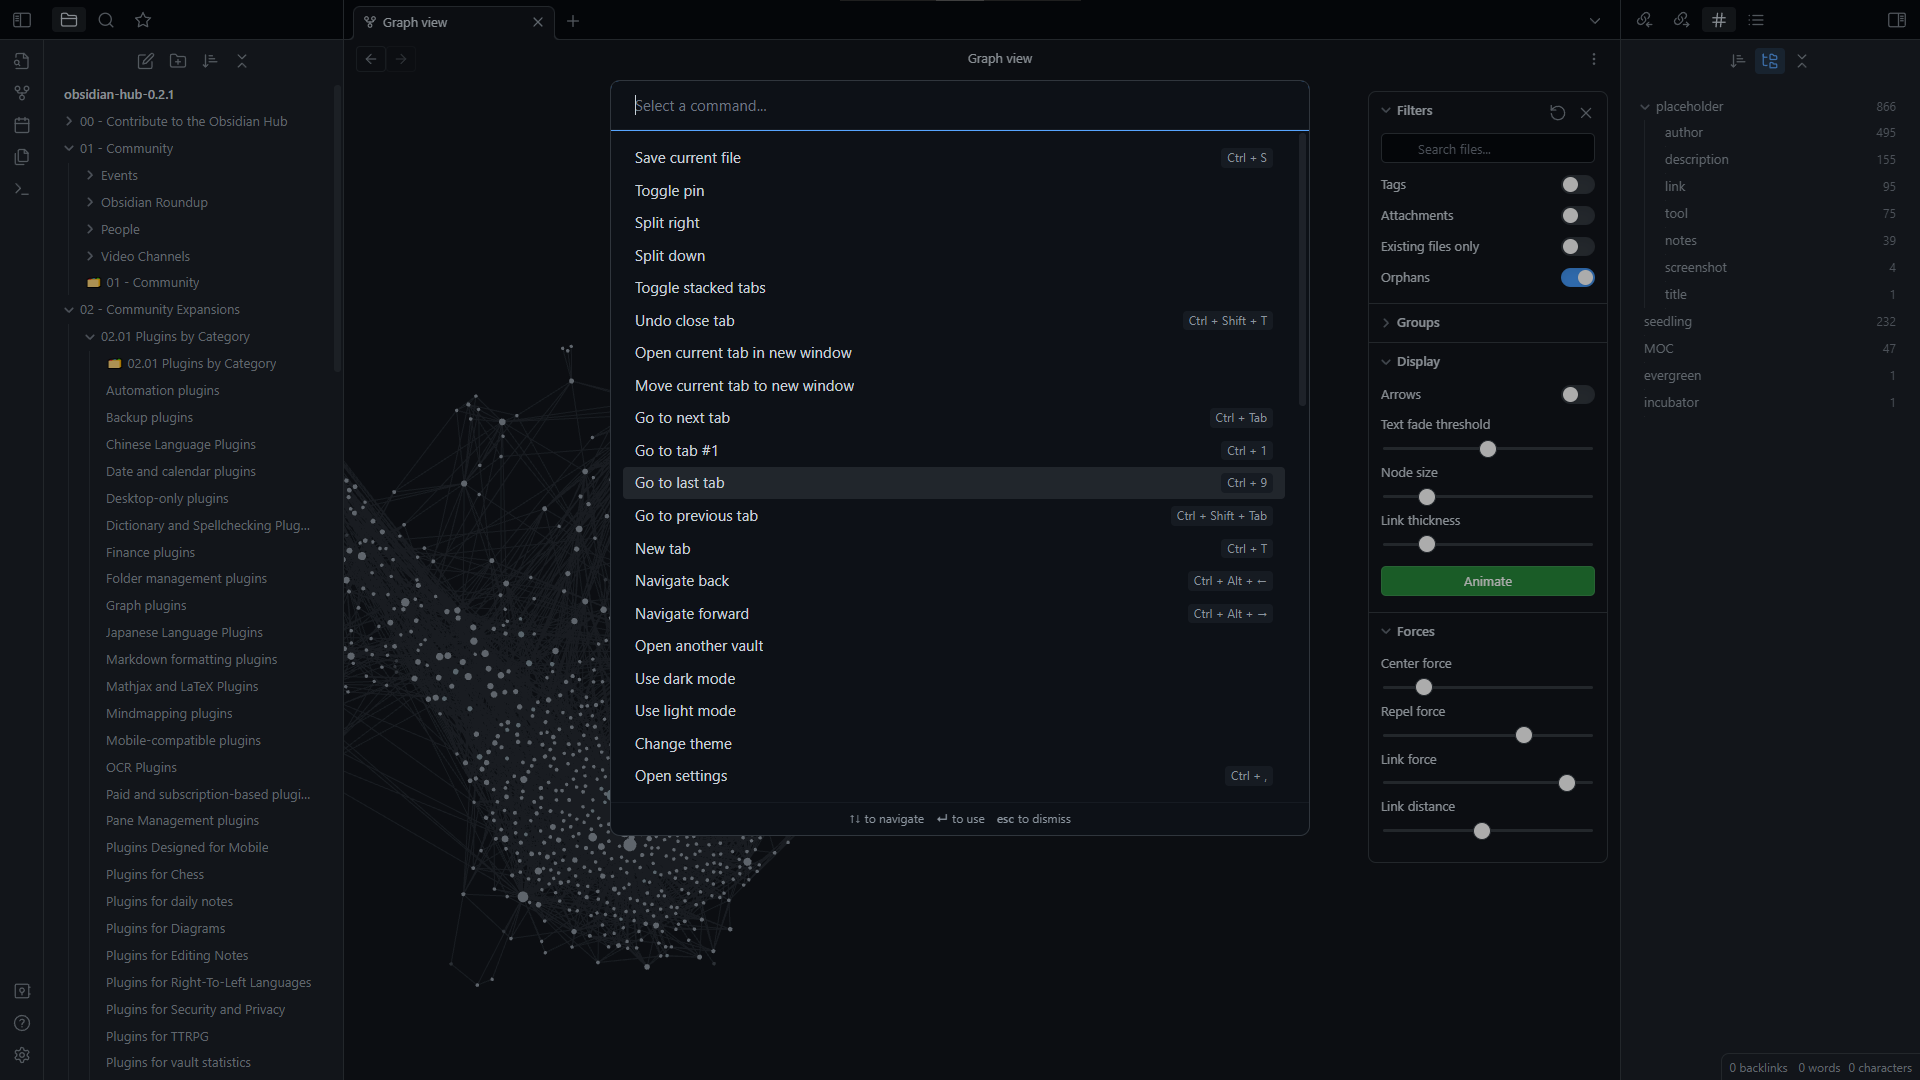 Graph view
obsidian-hub-0.2.1
00 - Contribute to the Obsidian Hub
01 - Community
Events
Obsidian Roundup
People
Video Channels
01 - Community
02 - Community Expansions
02.01 Plugins by Category
02.01 Plugins by Category
Automation plugins
Backup plugins
Chinese Language Plugins
Date and calendar plugins
Desktop-only plugins
Dictionary and Spellchecking Plug...
Finance plugins
Folder management plugins
Graph plugins
Japanese Language Plugins
Markdown formatting plugins
Mathjax and LaTeX Plugins
Mindmapping plugins
Mobile-compatible plugins
OCR Plugins
Paid and subscription-based plugi...
Pane Management plugins
Plugins Designed for Mobile
Plugins for Chess
Plugins for daily notes
Plugins for Diagrams
Plugins for Editing Notes
Plugins for Right-To-Left Languages
Plugins for Security and Privacy
Plugins for TTRPG
Plugins for vault statistics
Graph view
Select a command...
Save current file Ctrl + S
Toggle pin
Split right
Split down
Toggle stacked tabs
Undo close tab Ctrl + Shift + T
Open current tab in new window
Move current tab to new window
Go to next tab Ctrl + Tab
Go to tab #1 Ctrl + 1
Go to last tab Ctrl + 9
Go to previous tab Ctrl + Shift + Tab
New tab Ctrl + T
Navigate back Ctrl + Alt + ←
Navigate forward Ctrl + Alt + →
Open another vault
Use dark mode
Use light mode
Change theme
Open settings Ctrl + ,
↑↓ to navigate ↵ to use esc to dismiss
Filters
Search files...
Tags
Attachments
Existing files only
Orphans
Groups
Display
Arrows
Text fade threshold
Node size
Link thickness
Animate
Forces
Center force
Repel force
Link force
Link distance
placeholder 866
author 495
description 155
link 95
tool 75
notes 39
screenshot 4
title 1
seedling 232
MOC 47
evergreen 1
incubator 1
0 backlinks 0 words 0 characters